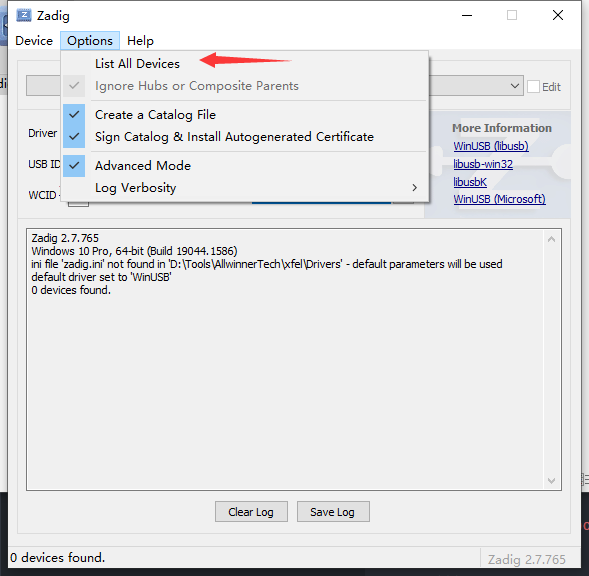 Zadig
Device Options Help
List All Devices
Ignore Hubs or Composite Parents
Edit
Create a Catalog File
Sign Catalog & Install Autogenerated Certificate
Advanced Mode
Log Verbosity
Driver
USB ID
WCID
More Information
WinUSB (libusb)
libusb-win32
libusbK
WinUSB (Microsoft)
Zadig 2.7.765
Windows 10 Pro, 64-bit (Build 19044.1586)
ini file 'zadig.ini' not found in 'D:\Tools\AllwinnerTech\xfel\Drivers' - default parameters will be used
default driver set to 'WinUSB'
0 devices found.
Clear Log Save Log
0 devices found. Zadig 2.7.765